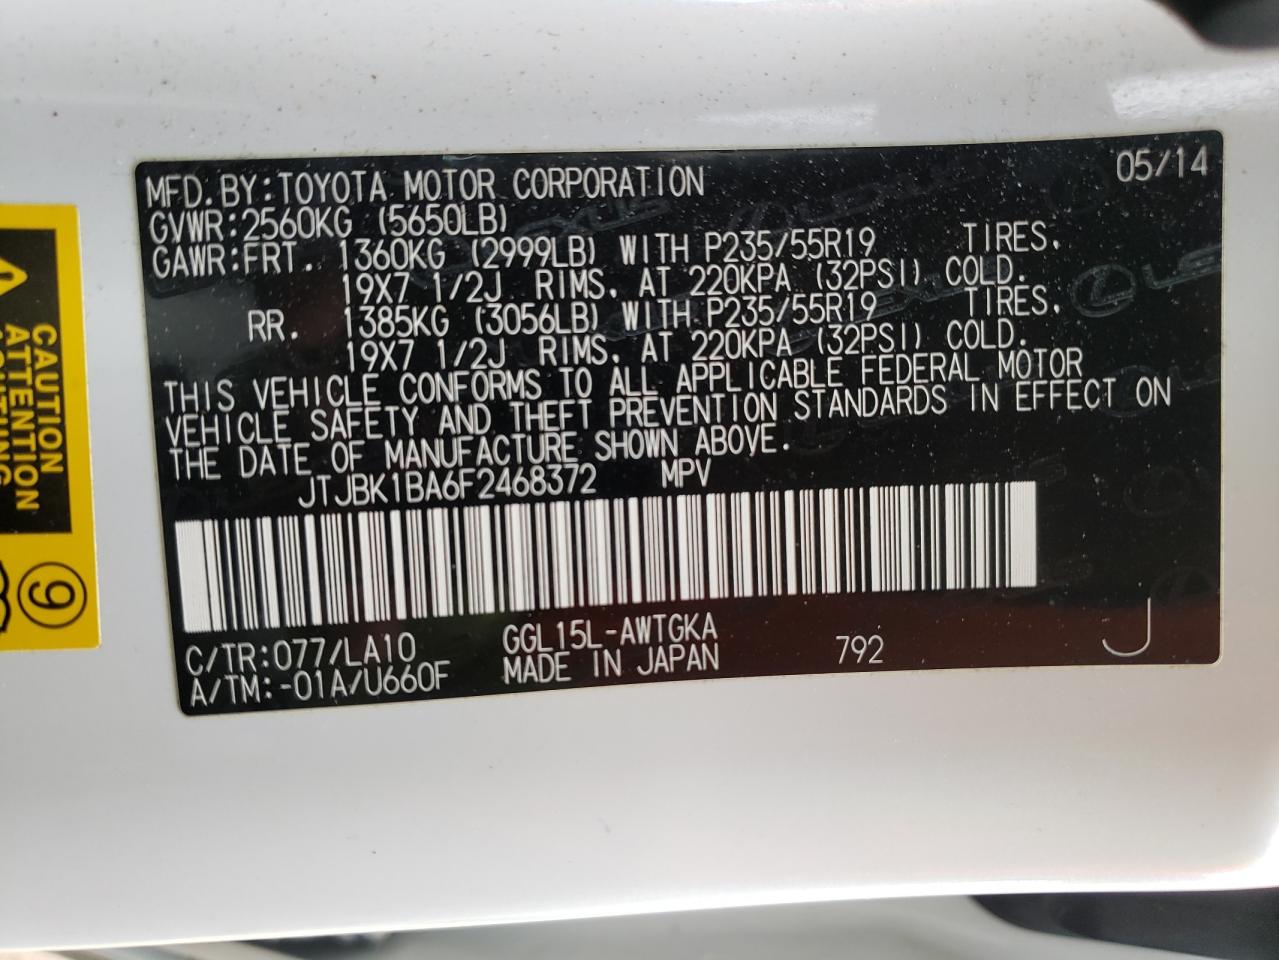 MFD. BY: TOYOTA MOTOR CORPORATION 05/14
GVWR: 2560KG (5650LB)
GAWR: FRT. 1360KG (2999LB) WITH P235/55R19 TIRES.
19X7 1/2J RIMS. AT 220KPA (32PSI) COLD.
RR. 1385KG (3056LB) WITH P235/55R19 TIRES.
19X7 1/2J RIMS. AT 220KPA (32PSI) COLD.
THIS VEHICLE CONFORMS TO ALL APPLICABLE FEDERAL MOTOR
VEHICLE SAFETY AND THEFT PREVENTION STANDARDS IN EFFECT ON
THE DATE OF MANUFACTURE SHOWN ABOVE.
JTJBK1BA6F2468372 MPV
C/TR: 077/LA10 GGL15L-AWTGKA 792 J
A/TM: -01A/U660F MADE IN JAPAN
CAUTION
ATTENTION
9
LEXUS